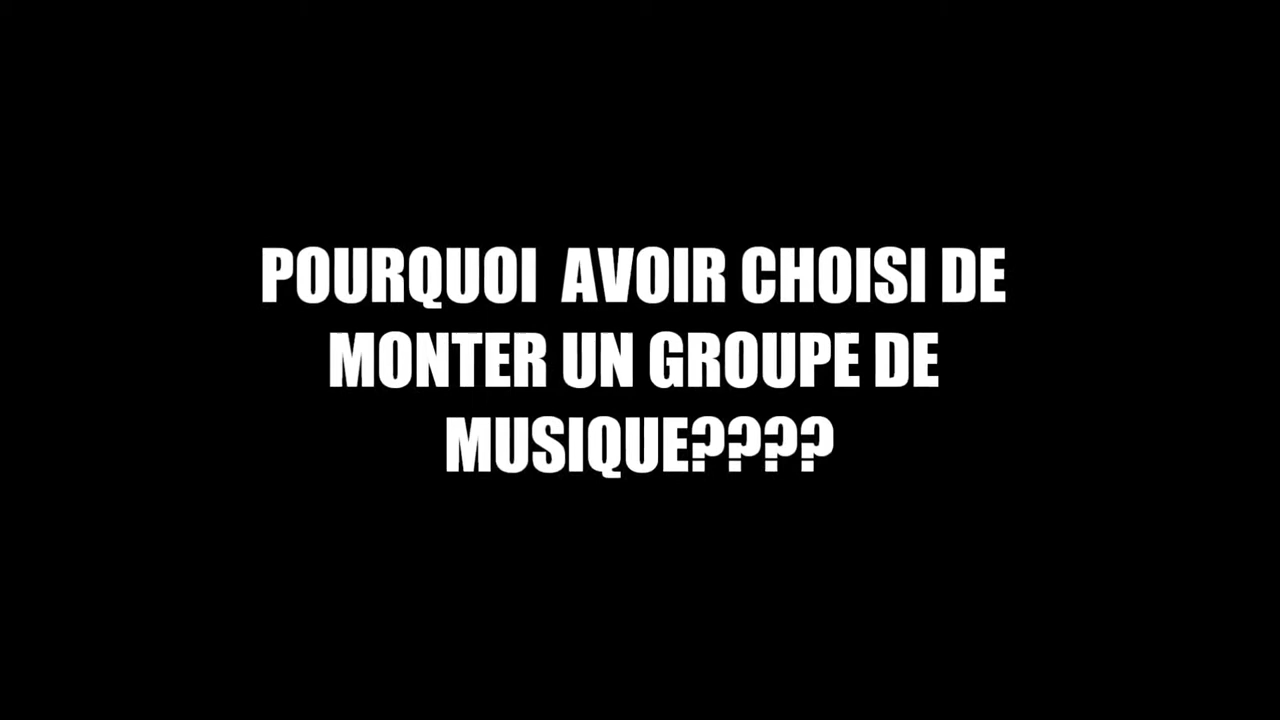 POURQUOI  AVOIR CHOISI DE
MONTER UN GROUPE DE
MUSIQUE????